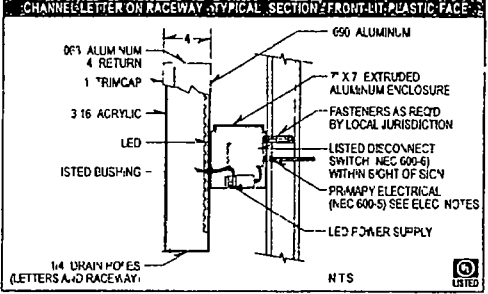 CHANNEL LETTER ON RACEWAY - TYPICAL SECTION - FRONT-LIT PLASTIC FACE
4
.063 ALUMINUM
4 RETURN
1 TRIMCAP
3 16 ACRYLIC
LED
LISTED BUSHING
1/4 DRAIN HOLES
(LETTERS AND RACEWAY)
090 ALUMINUM
7" X 7 EXTRUDED
ALUMINUM ENCLOSURE
FASTENERS AS REQ'D
BY LOCAL JURISDICTION
LISTED DISCONNECT
SWITCH (NEC 600-6)
WITHIN SIGHT OF SIGN
PRIMARY ELECTRICAL
(NEC 600-5) SEE ELEC NOTES
LED POWER SUPPLY
NTS
UL
LISTED